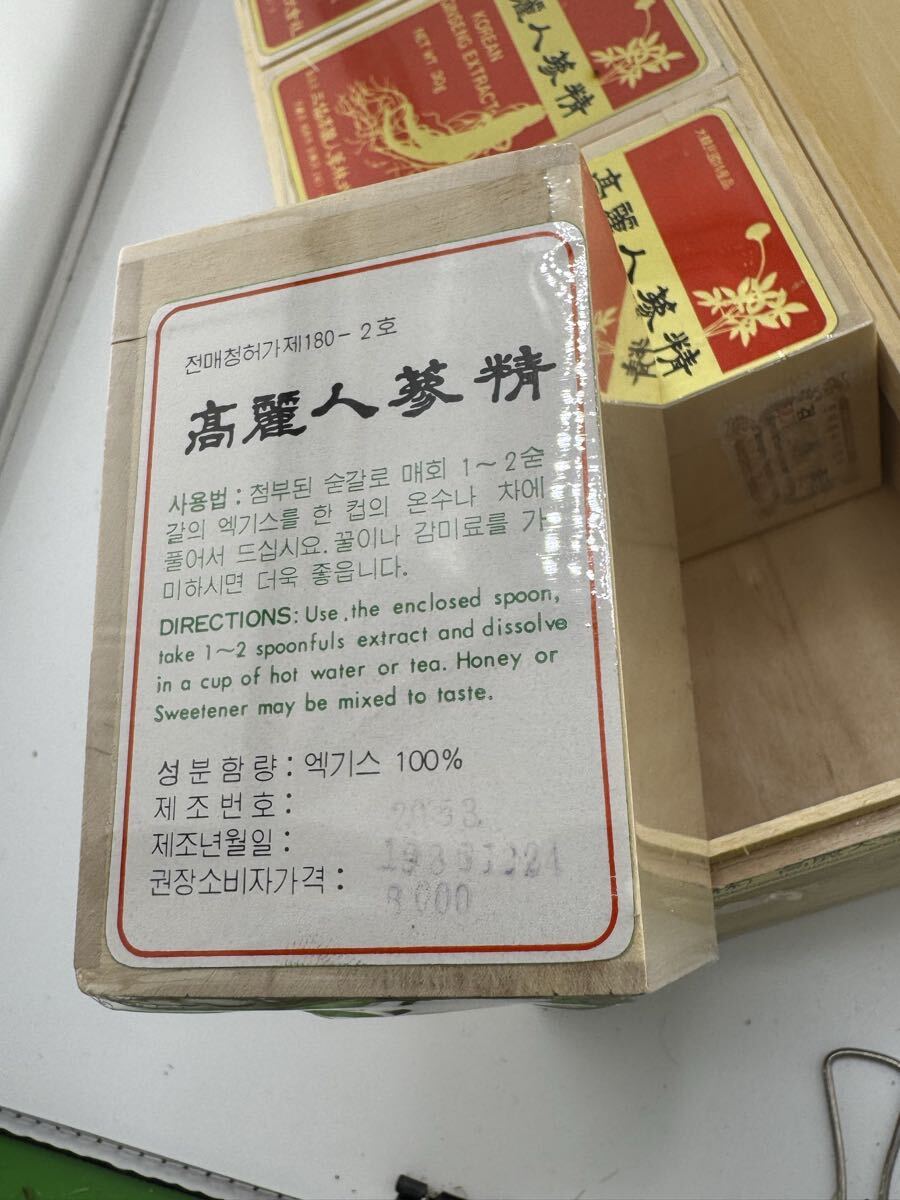 KOREAN
GINSENG EXTRACT
NET WT 30g
麗人蔘精
高麗人蔘精
전매청허가제180-2호
高麗人蔘精
사용법: 첨부된 숟갈로 매회 1~2숟
갈의 엑기스를 한 컵의 온수나 차에
풀어서 드십시요. 꿀이나 감미료를 가
미하시면 더욱 좋읍니다.
DIRECTIONS: Use the enclosed spoon,
take 1~2 spoonfuls extract and dissolve
in a cup of hot water or tea. Honey or
Sweetener may be mixed to taste.
성분함량: 엑기스 100%
제조번호:
제조년월일:
권장소비자가격: 8000